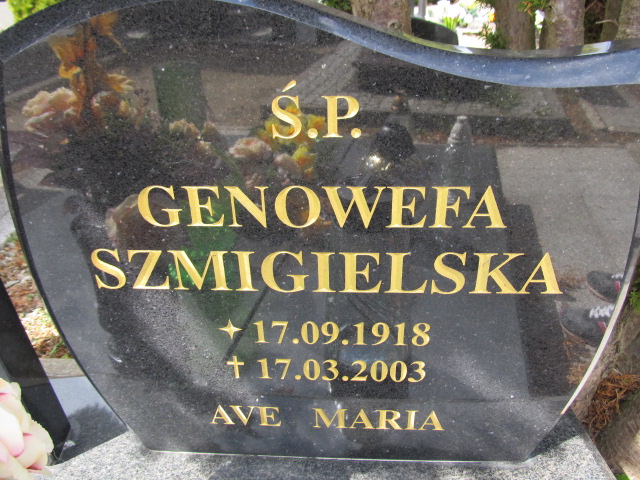 Ś.P.
GENOWEFA
SZMIGIELSKA
✦ 17.09.1918
✝ 17.03.2003
AVE MARIA